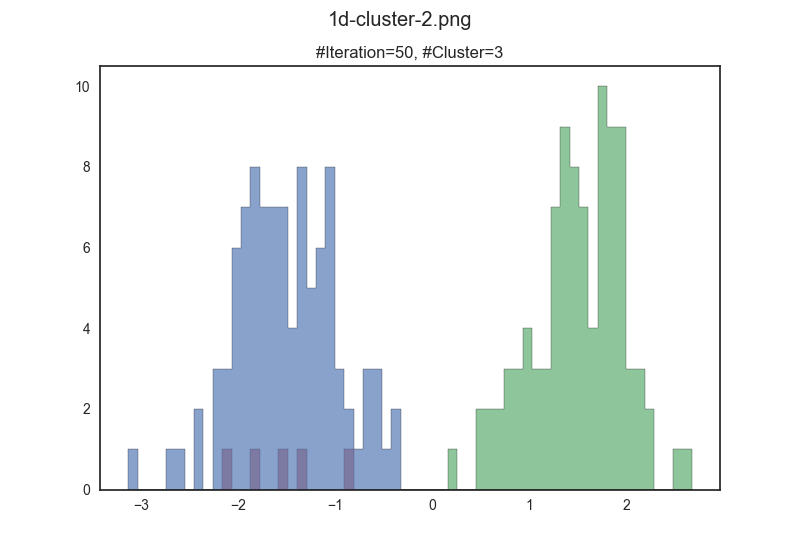 1d-cluster-2.png
#Iteration=50, #Cluster=3
10
8
6
4
2
0
−3 −2 −1 0 1 2